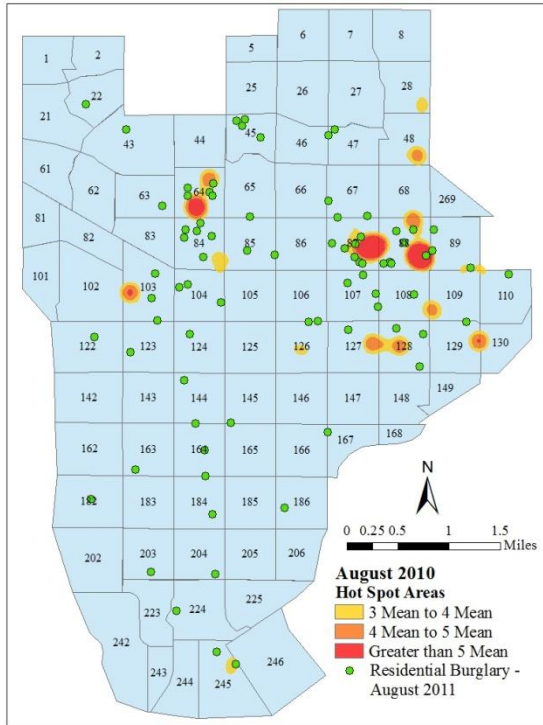 6 7 8
5
1 2
25 26 27 28
22
21
43 44 45 46 47 48
61
62 63 64 65 66 67 68 269
81
82 83 84 85 86 88 89
101
102 103 104 105 106 107 108 109 110
122 123 124 125 126 127 128 129 130
142 143 144 145 146 147 148 149
162 163 164 165 166 167 168
182 183 184 185 186
202 203 204 205 206
223 224 225
242 243 244 245 246
N
0 0.25 0.5 1 1.5
Miles
August 2010
Hot Spot Areas
3 Mean to 4 Mean
4 Mean to 5 Mean
Greater than 5 Mean
Residential Burglary -
August 2011